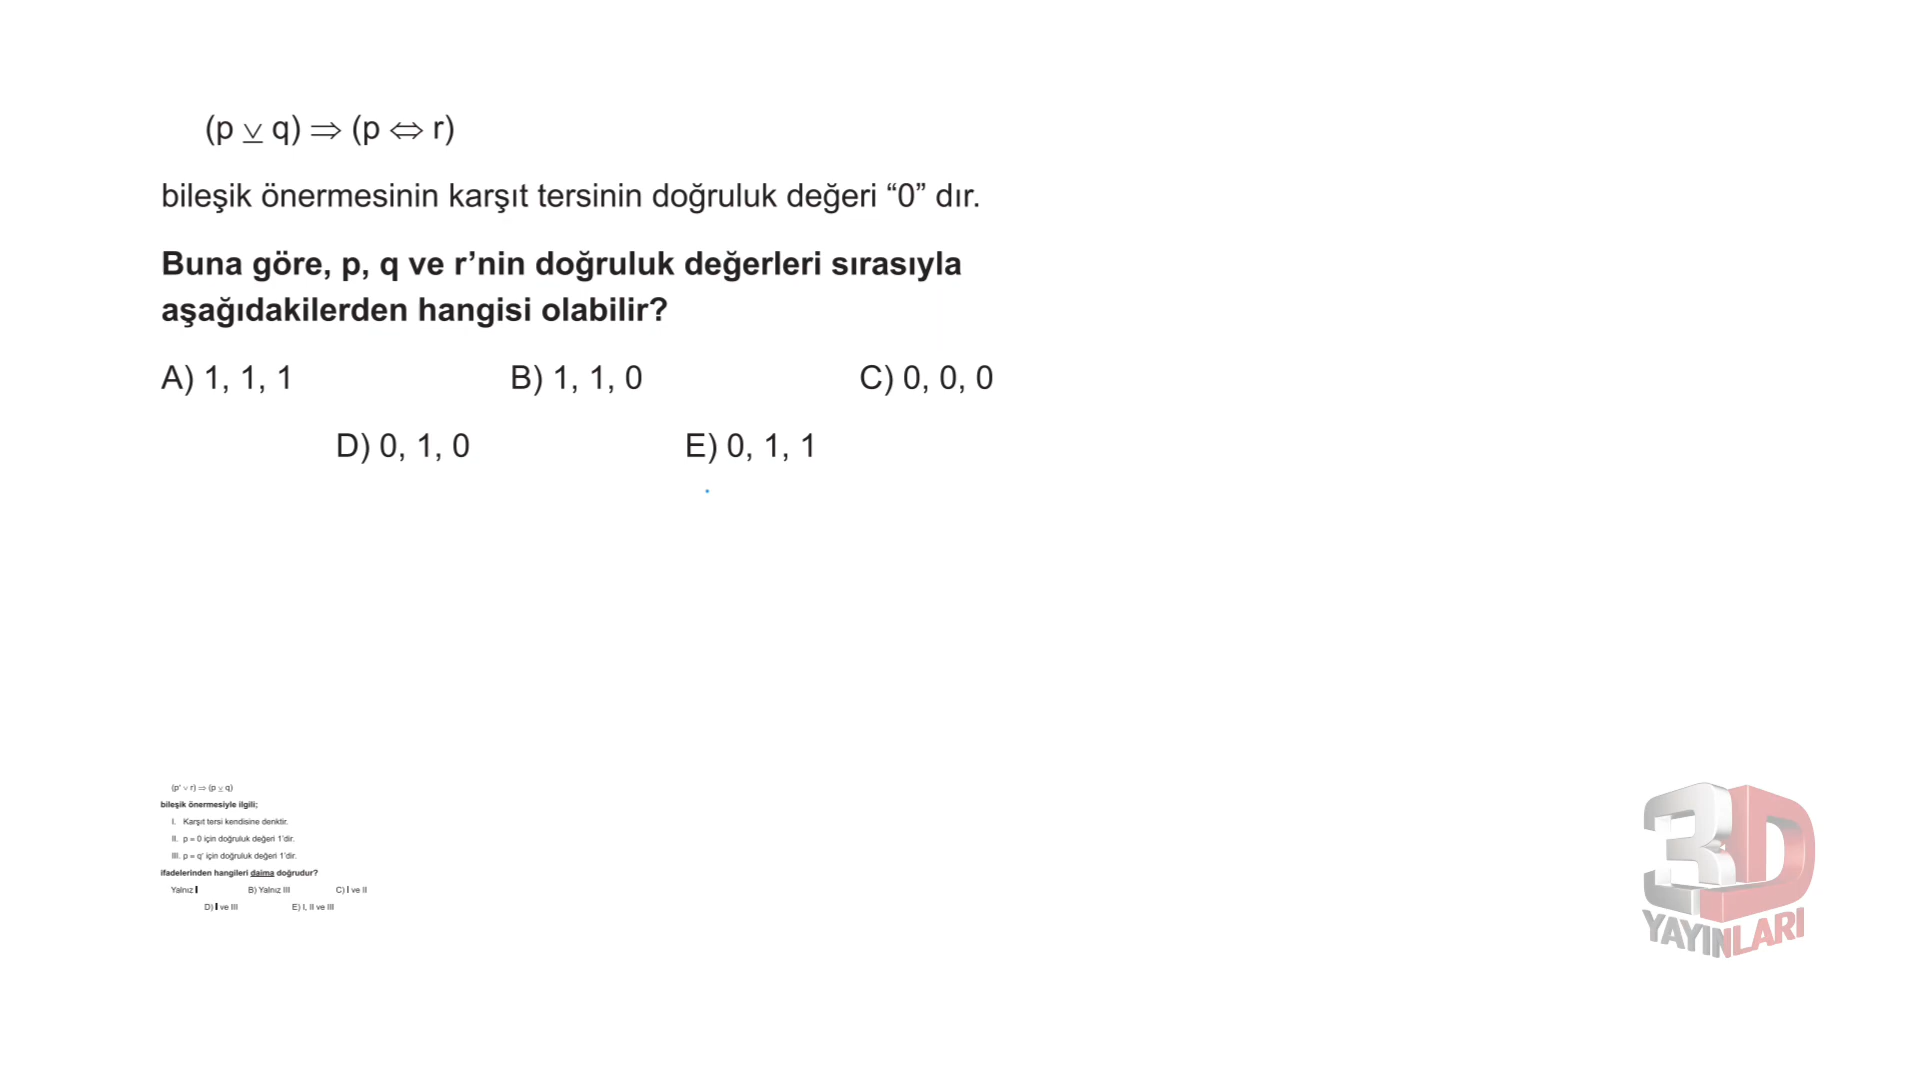 (p ⊻ q) ⇒ (p ⇔ r)
bileşik önermesinin karşıt tersinin doğruluk değeri “0” dır.
Buna göre, p, q ve r’nin doğruluk değerleri sırasıyla
aşağıdakilerden hangisi olabilir?
A) 1, 1, 1 B) 1, 1, 0 C) 0, 0, 0
D) 0, 1, 0 E) 0, 1, 1
(p' ∨ r) ⇒ (p ⊻ q)
bileşik önermesiyle ilgili;
I. Karşıt tersi kendisine denktir.
II. p = 0 için doğruluk değeri 1'dir.
III. p = q' için doğruluk değeri 1'dir.
ifadelerinden hangileri daima doğrudur?
Yalnız I B) Yalnız III C) I ve II
D) I ve III E) I, II ve III
3D
YAYINLARI